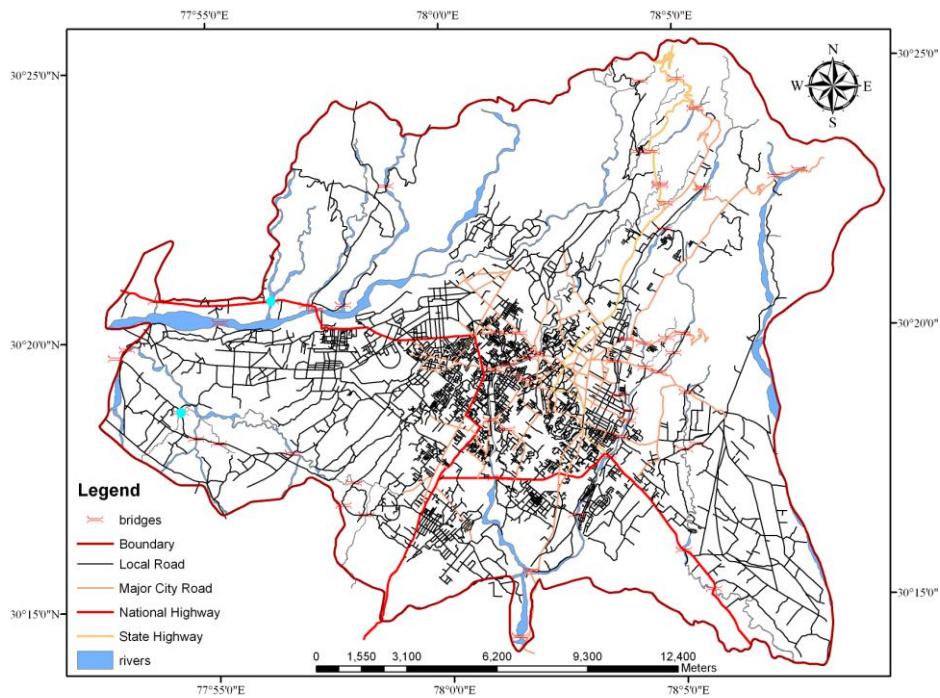 77°55'0"E 78°0'0"E 78°5'0"E
N
W E
S
30°25'0"N 30°25'0"N
30°20'0"N 30°20'0"N
30°15'0"N 30°15'0"N
Legend
bridges
Boundary
Local Road
Major City Road
National Highway
State Highway
rivers
0 1,550 3,100 6,200 9,300 12,400
Meters
77°55'0"E 78°0'0"E 78°5'0"E